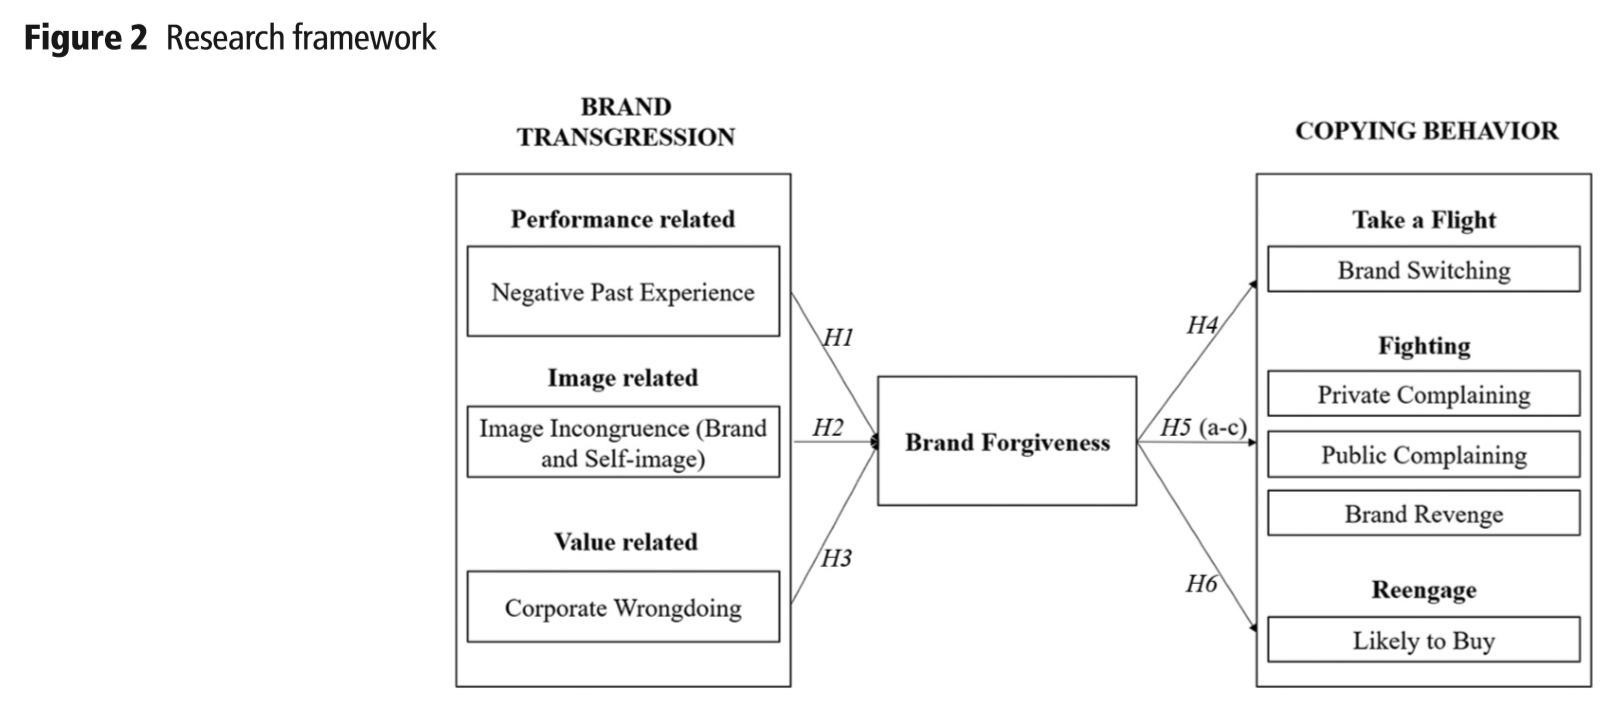 Figure 2 Research framework
BRAND
TRANSGRESSION
Performance related
Negative Past Experience
Image related
Image Incongruence (Brand
and Self-image)
Value related
Corporate Wrongdoing
H1
H2
H3
Brand Forgiveness
H4
H5 (a-c)
H6
COPYING BEHAVIOR
Take a Flight
Brand Switching
Fighting
Private Complaining
Public Complaining
Brand Revenge
Reengage
Likely to Buy